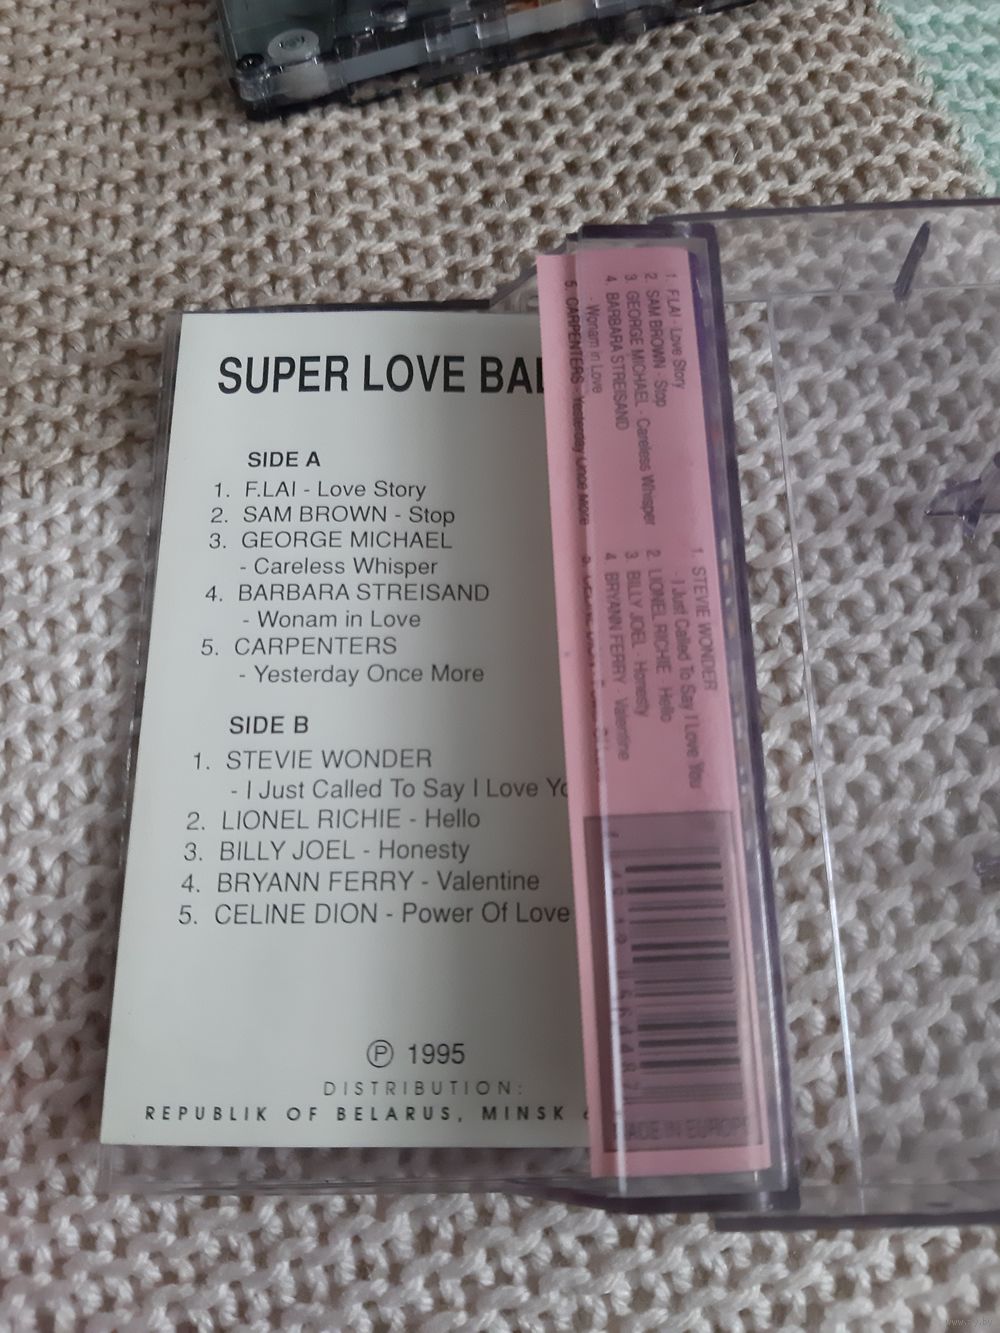 SUPER LOVE BAL
SIDE A
1. F.LAI - Love Story
2. SAM BROWN - Stop
3. GEORGE MICHAEL
- Careless Whisper
4. BARBARA STREISAND
- Wonam in Love
5. CARPENTERS
- Yesterday Once More
SIDE B
1. STEVIE WONDER
- I Just Called To Say I Love Yo
2. LIONEL RICHIE - Hello
3. BILLY JOEL - Honesty
4. BRYANN FERRY - Valentine
5. CELINE DION - Power Of Love
Ⓟ 1995
DISTRIBUTION:
REPUBLIK OF BELARUS, MINSK
1. F.LAI - Love Story
2. SAM BROWN - Stop
3. GEORGE MICHAEL - Careless Whisper
4. BARBARA STREISAND
- Wonam in Love
5. CARPENTERS - Yesterday Once More
1. STEVIE WONDER
- I Just Called To Say I Love You
2. LIONEL RICHIE - Hello
3. BILLY JOEL - Honesty
4. BRYANN FERRY - Valentine
MADE IN EUROPE